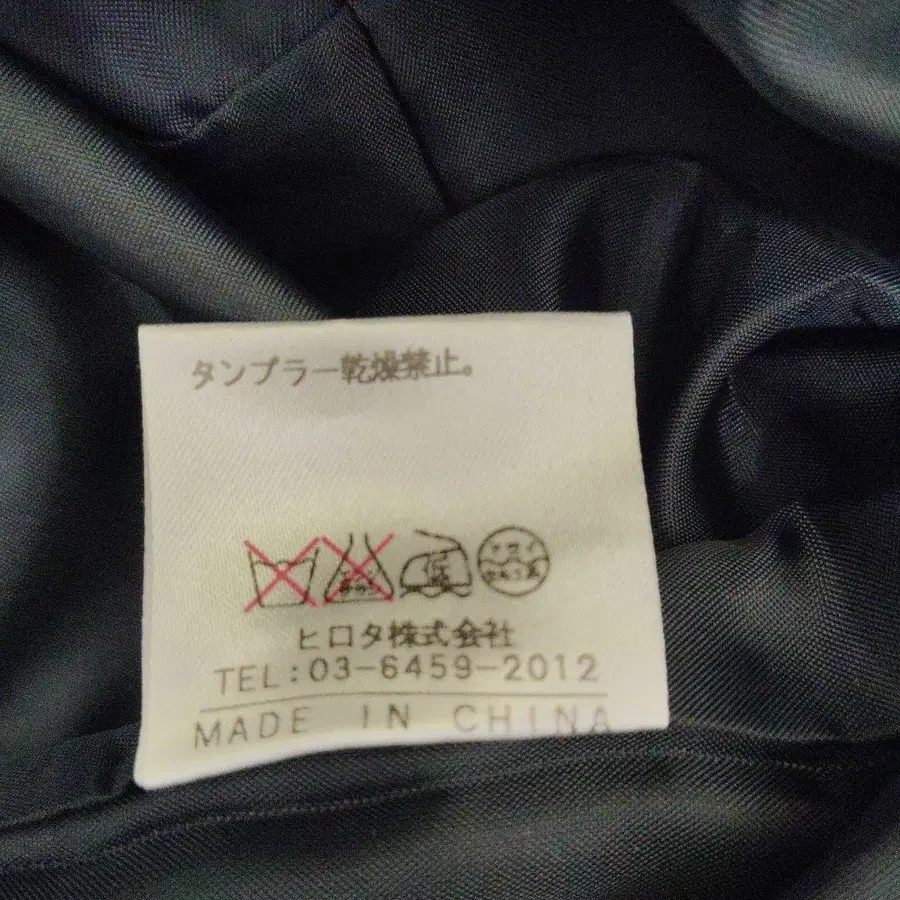 タンブラー乾燥禁止。
ヒロタ株式会社
TEL:03-6459-2012
MADE IN CHINA